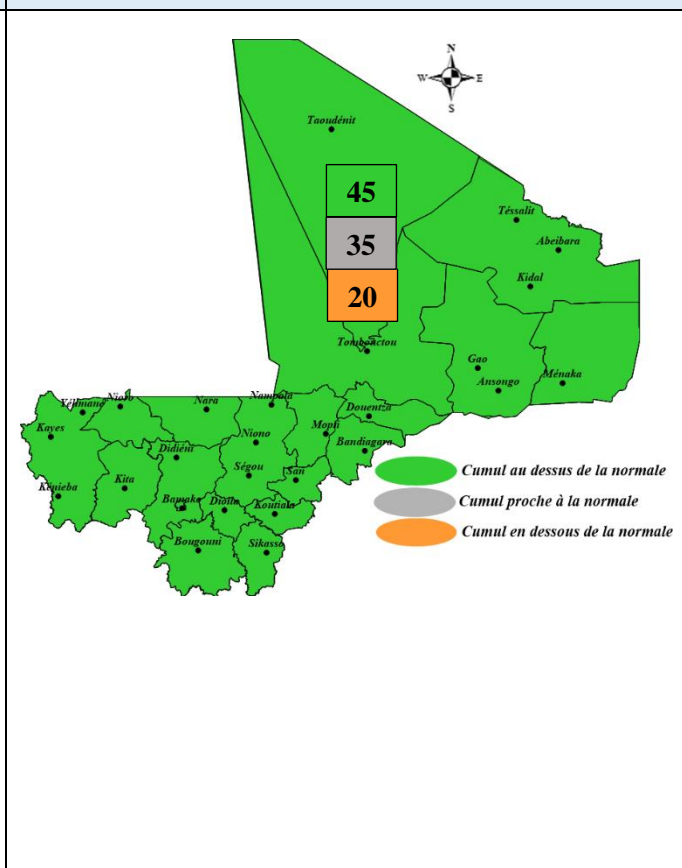 N
W E
S
Taoudénit
45
Téssalit
35
Abeibara
Kidal
20
Tombouctou
Gao
Ménaka
Ansongo
Nioro
Nampala
Yélimané
Nara
Douentza
Kayes
Mopti
Niono
Bandiagara
Didiéni
Ségou
San
Cumul au dessus de la normale
Kénieba
Kita
Bamako
Dioïla
Koutiala
Cumul proche à la normale
Cumul en dessous de la normale
Bougouni
Sikasso